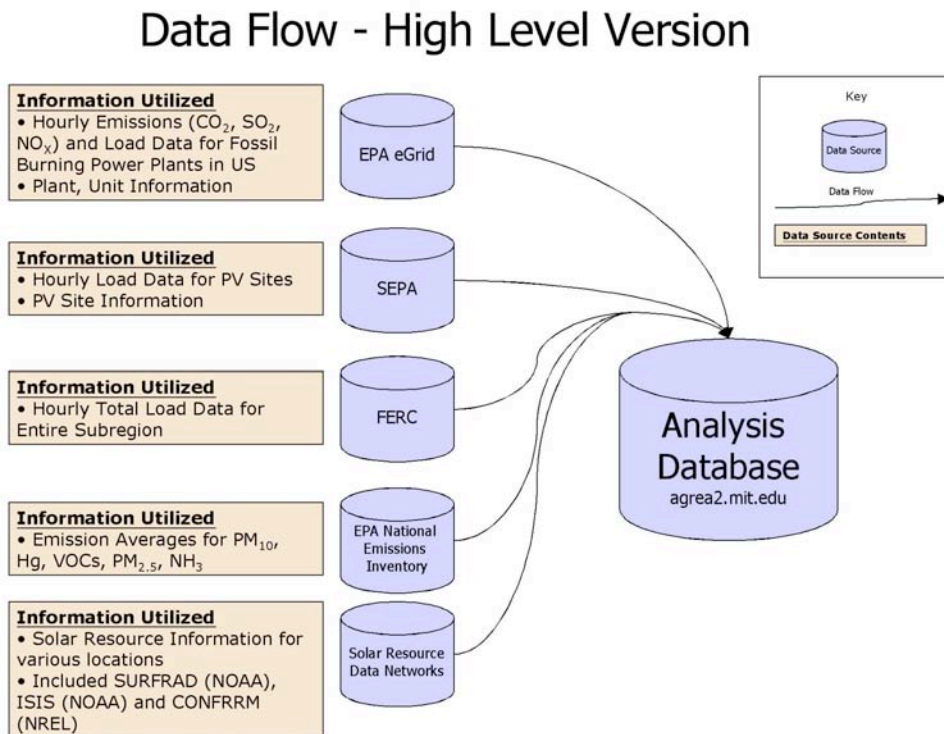 Data Flow - High Level Version
Information Utilized
• Hourly Emissions (CO₂, SO₂,
NOₓ) and Load Data for Fossil
Burning Power Plants in US
• Plant, Unit Information
EPA eGrid
Key
Data Source
Data Flow
Data Source Contents
Information Utilized
• Hourly Load Data for PV Sites
• PV Site Information
SEPA
Information Utilized
• Hourly Total Load Data for
Entire Subregion
FERC
Analysis
Database
agrea2.mit.edu
Information Utilized
• Emission Averages for PM₁₀,
Hg, VOCs, PM₂.₅, NH₃
EPA National
Emissions
Inventory
Information Utilized
• Solar Resource Information for
various locations
• Included SURFRAD (NOAA),
ISIS (NOAA) and CONFRRM
(NREL)
Solar Resource
Data Networks